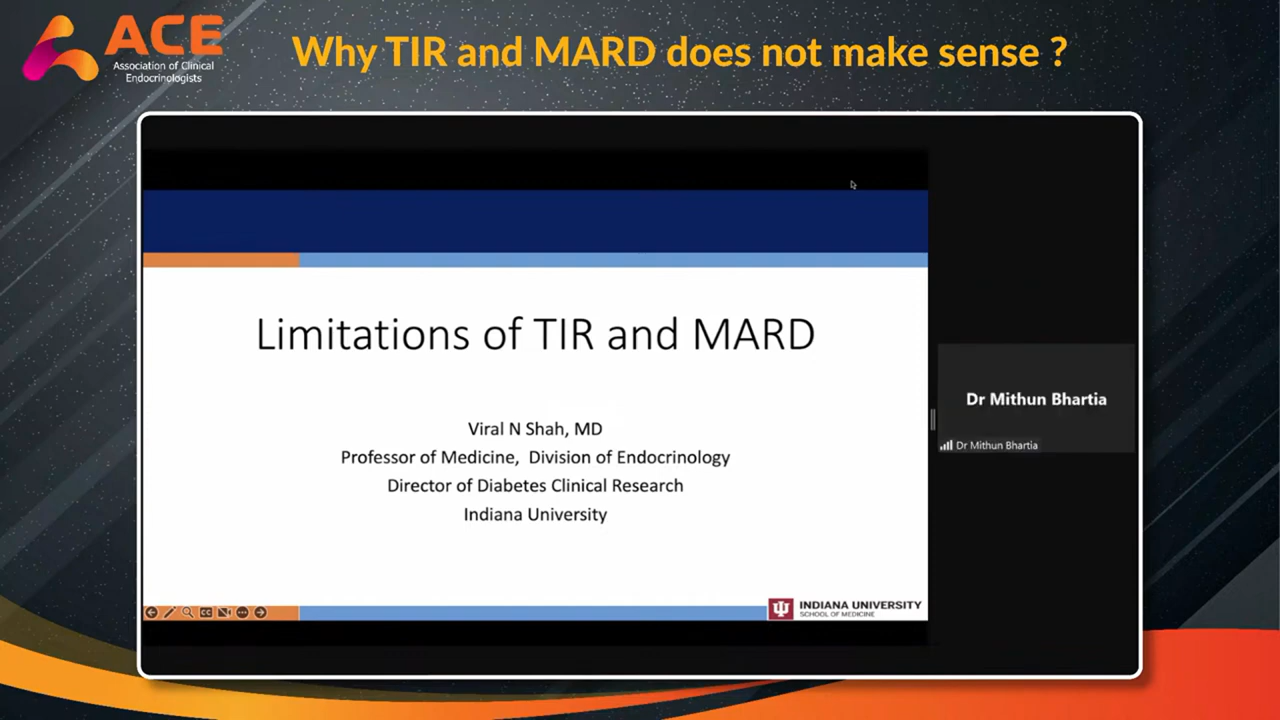 ACE
Association of Clinical
Endocrinologists
Why TIR and MARD does not make sense ?
Limitations of TIR and MARD
Viral N Shah, MD
Professor of Medicine, Division of Endocrinology
Director of Diabetes Clinical Research
Indiana University
CC
INDIANA UNIVERSITY
SCHOOL OF MEDICINE
Dr Mithun Bhartia
Dr Mithun Bhartia